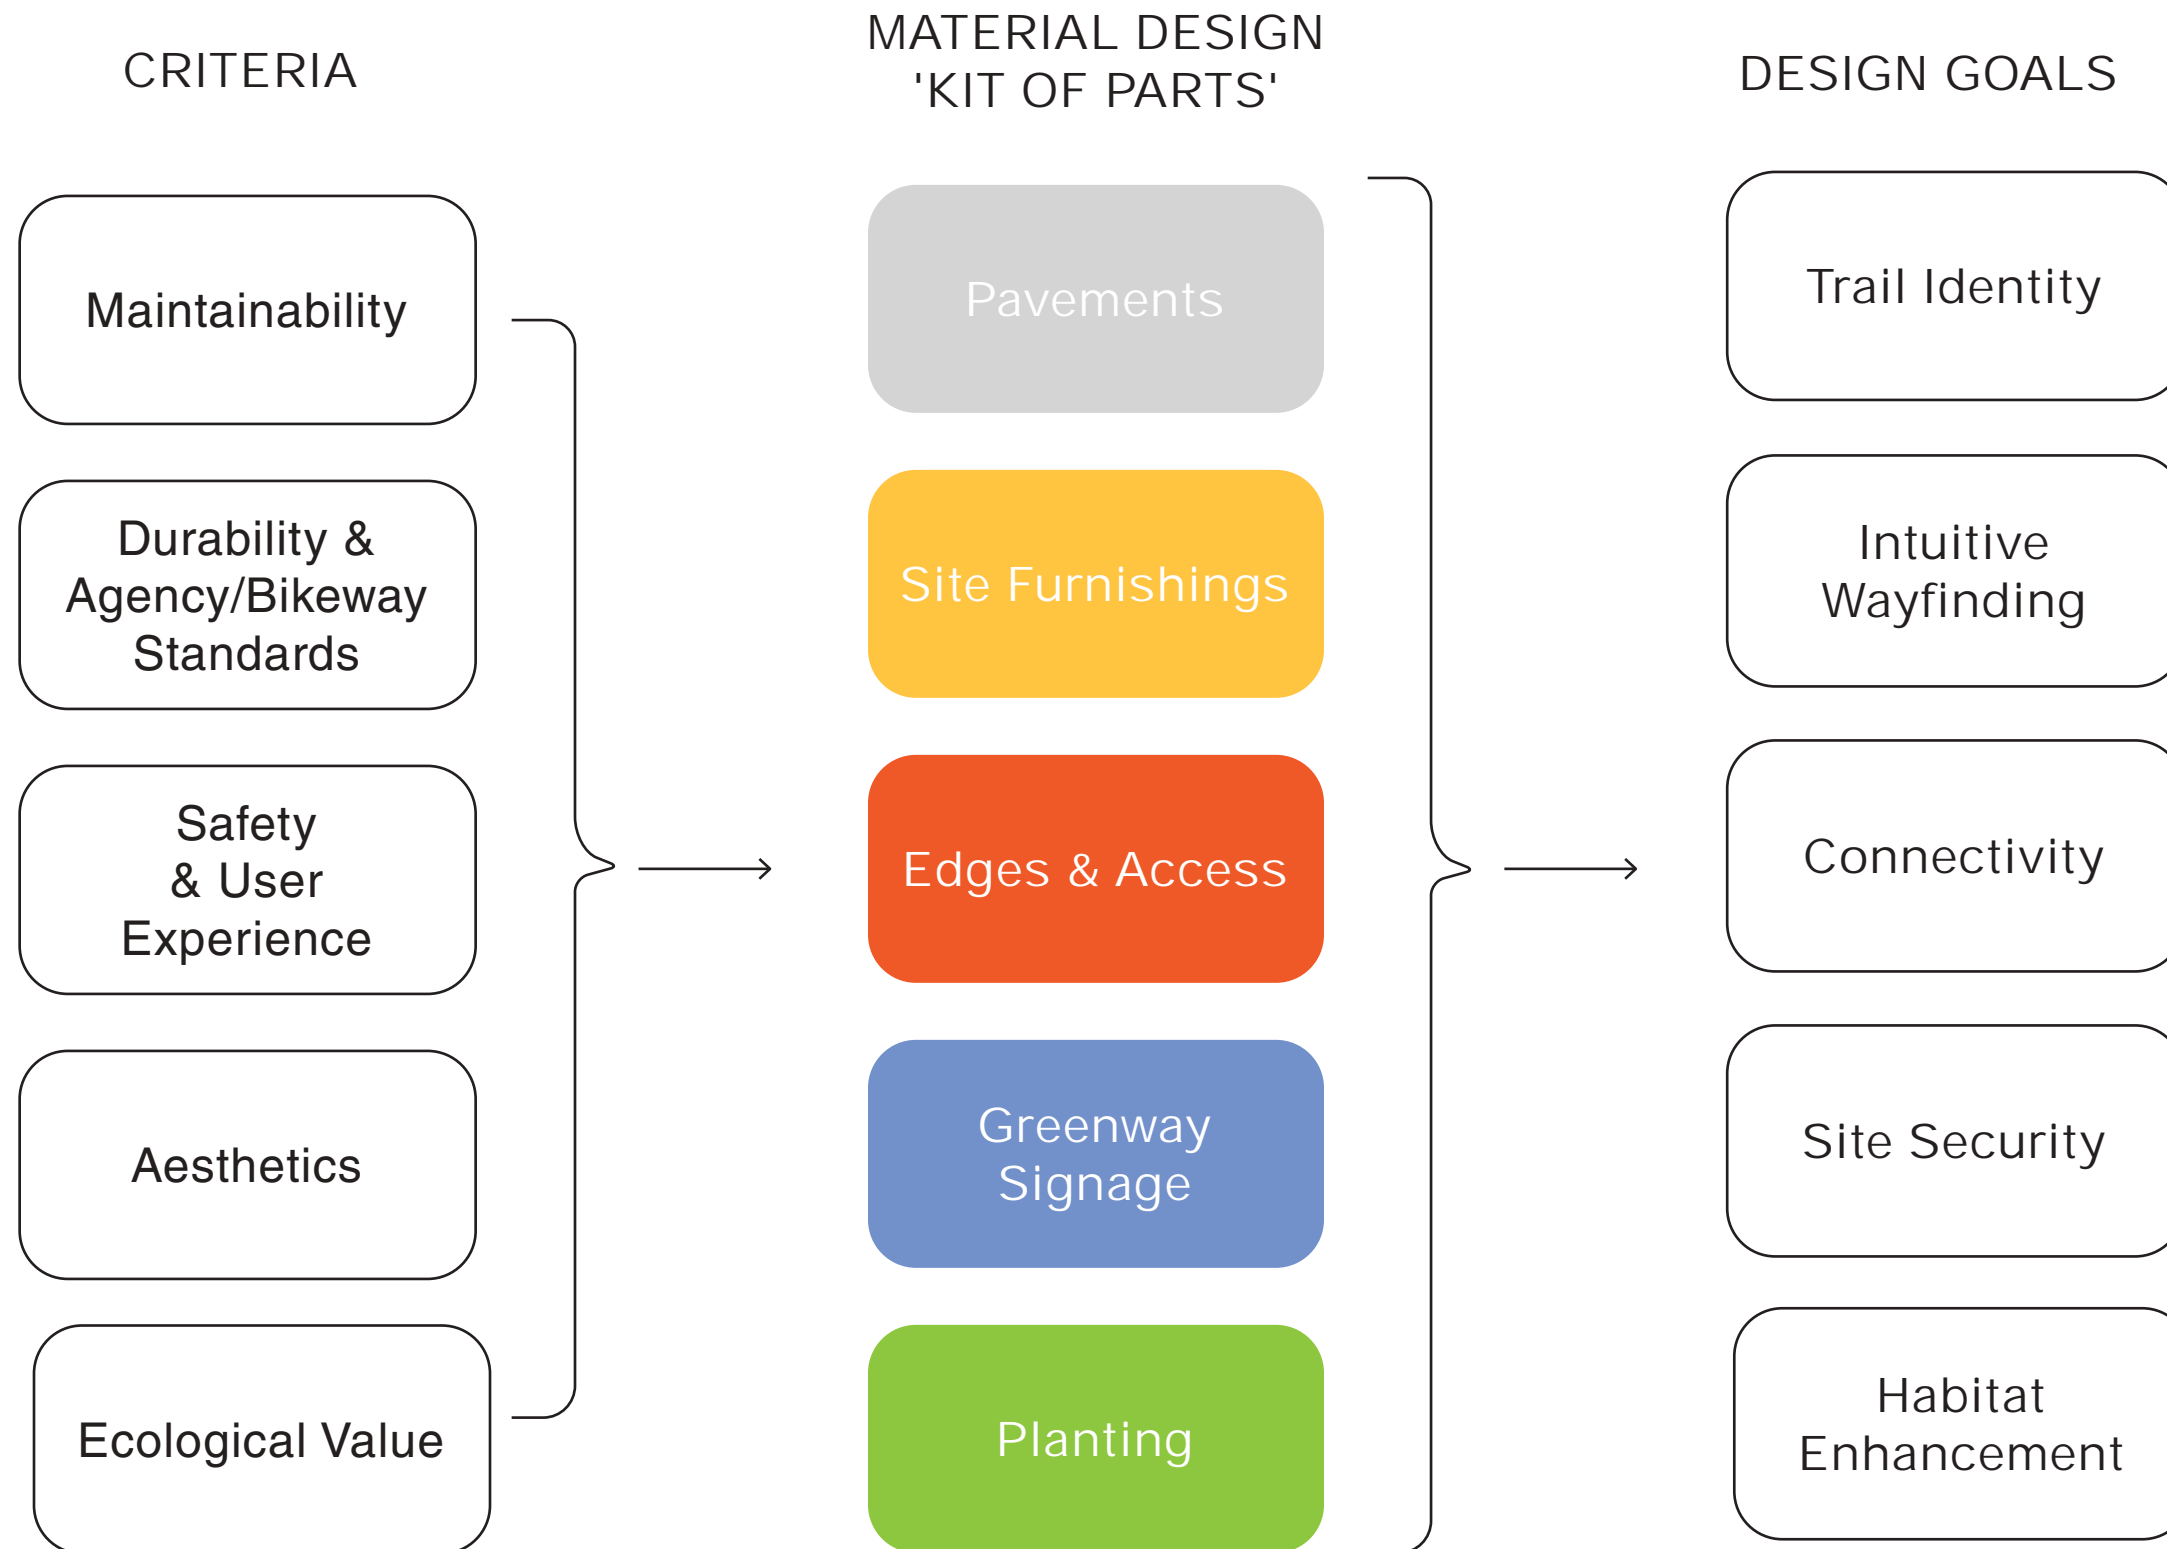 CRITERIA
Maintainability
Durability &
Agency/Bikeway
Standards
Safety
& User
Experience
Aesthetics
Ecological Value
MATERIAL DESIGN
'KIT OF PARTS'
Pavements
Site Furnishings
Edges & Access
Greenway
Signage
Planting
DESIGN GOALS
Trail Identity
Intuitive
Wayfinding
Connectivity
Site Security
Habitat
Enhancement